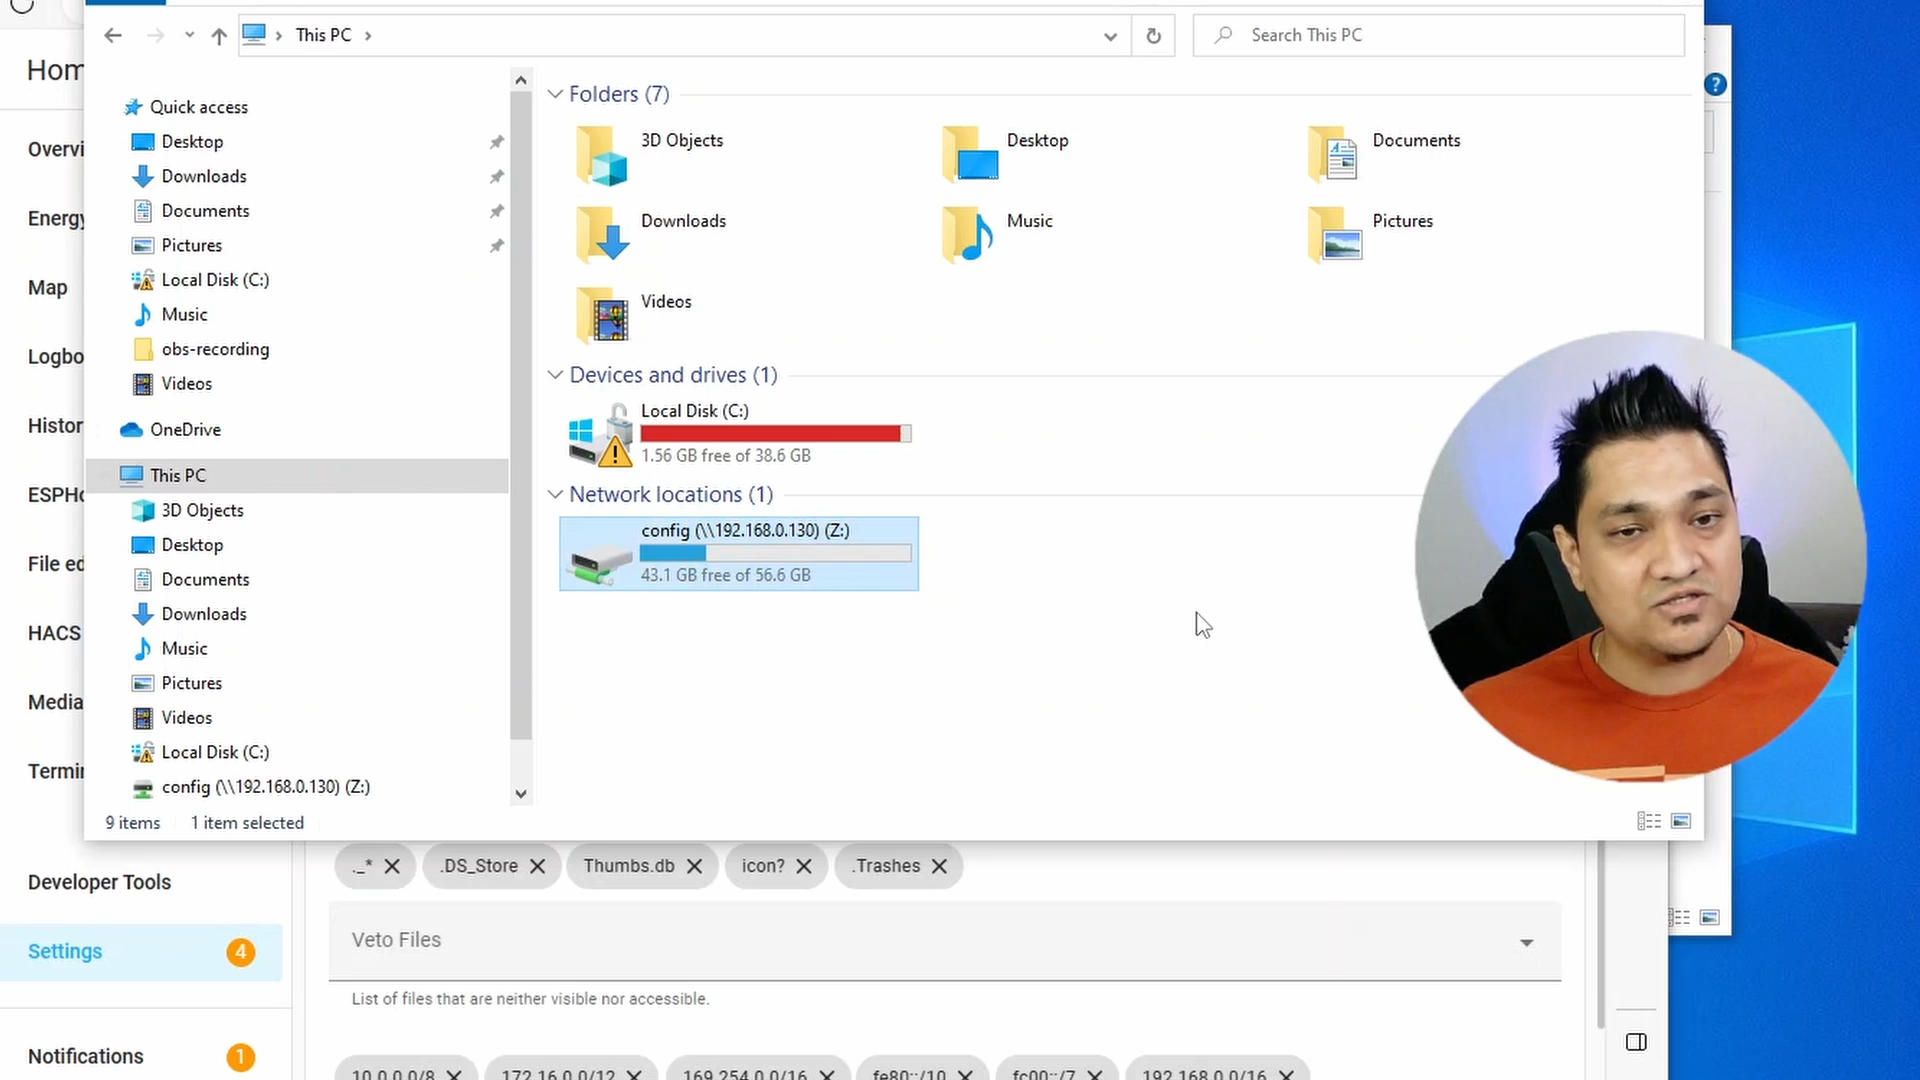 This PC
Search This PC
Hom
Overvi
Energy
Map
Logbo
Histor
ESPHo
File ed
HACS
Media
Termin
Developer Tools
Settings 4
Notifications 1
Quick access
Desktop
Downloads
Documents
Pictures
Local Disk (C:)
Music
obs-recording
Videos
OneDrive
This PC
3D Objects
Desktop
Documents
Downloads
Music
Pictures
Videos
Local Disk (C:)
config (\\192.168.0.130) (Z:)
9 items 1 item selected
Folders (7)
3D Objects
Desktop
Documents
Downloads
Music
Pictures
Videos
Devices and drives (1)
Local Disk (C:)
1.56 GB free of 38.6 GB
Network locations (1)
config (\\192.168.0.130) (Z:)
43.1 GB free of 56.6 GB
?
._* .DS_Store Thumbs.db icon? .Trashes
Veto Files
List of files that are neither visible nor accessible.
10.0.0.0/8 172.16.0.0/12 169.254.0.0/16 fe80::/10 fc00::/7 192.168.0.0/16